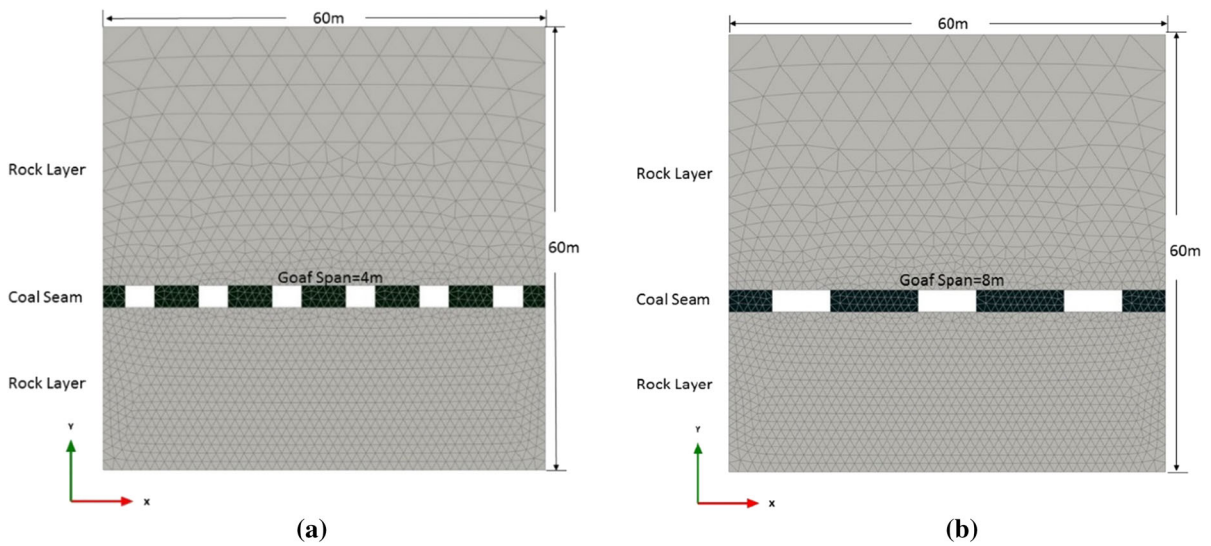 60m
Rock Layer
60m
Goaf Span=4m
Coal Seam
Rock Layer
Y
X
(a)
60m
Rock Layer
60m
Goaf Span=8m
Coal Seam
Rock Layer
Y
X
(b)